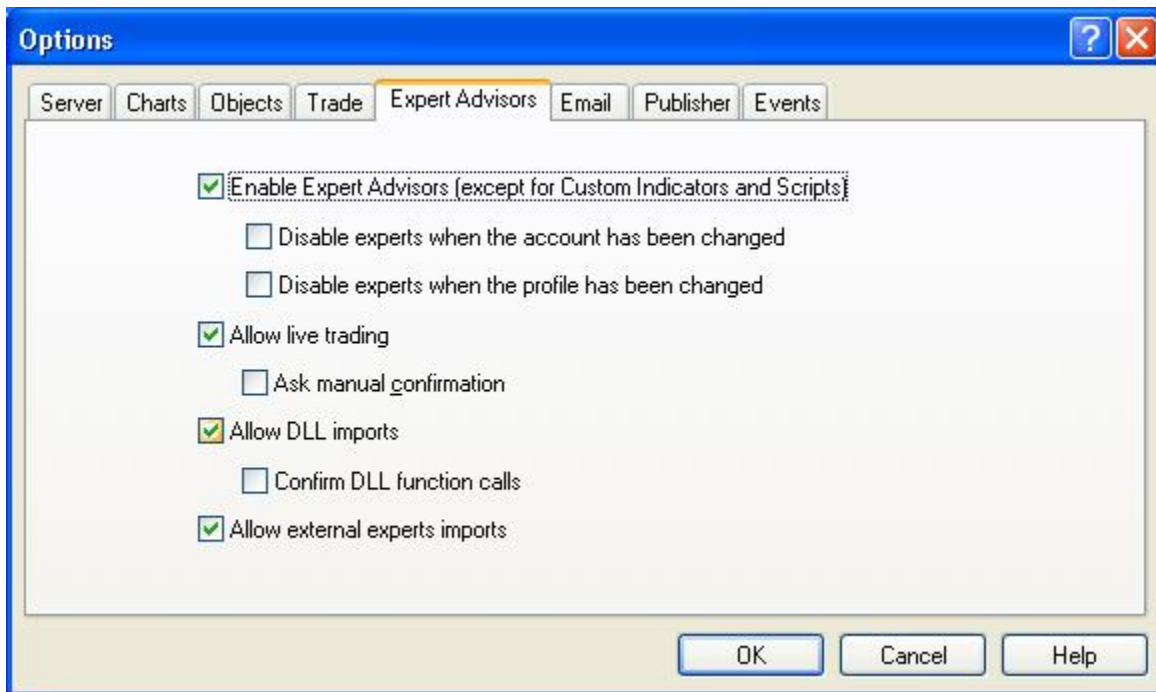 Options
Server Charts Objects Trade Expert Advisors Email Publisher Events
Enable Expert Advisors (except for Custom Indicators and Scripts)
Disable experts when the account has been changed
Disable experts when the profile has been changed
Allow live trading
Ask manual confirmation
Allow DLL imports
Confirm DLL function calls
Allow external experts imports
OK Cancel Help